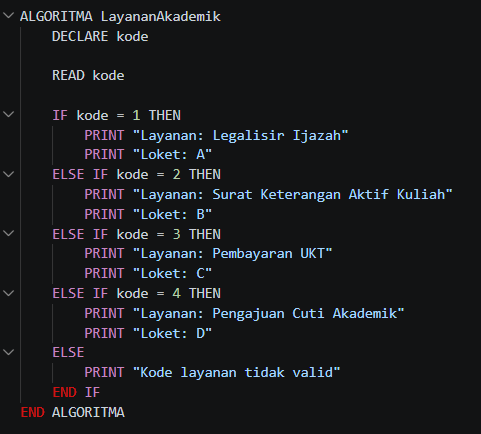 ALGORITMA LayananAkademik
    DECLARE kode

    READ kode

    IF kode = 1 THEN
        PRINT "Layanan: Legalisir Ijazah"
        PRINT "Loket: A"
    ELSE IF kode = 2 THEN
        PRINT "Layanan: Surat Keterangan Aktif Kuliah"
        PRINT "Loket: B"
    ELSE IF kode = 3 THEN
        PRINT "Layanan: Pembayaran UKT"
        PRINT "Loket: C"
    ELSE IF kode = 4 THEN
        PRINT "Layanan: Pengajuan Cuti Akademik"
        PRINT "Loket: D"
    ELSE
        PRINT "Kode layanan tidak valid"
    END IF
END ALGORITMA